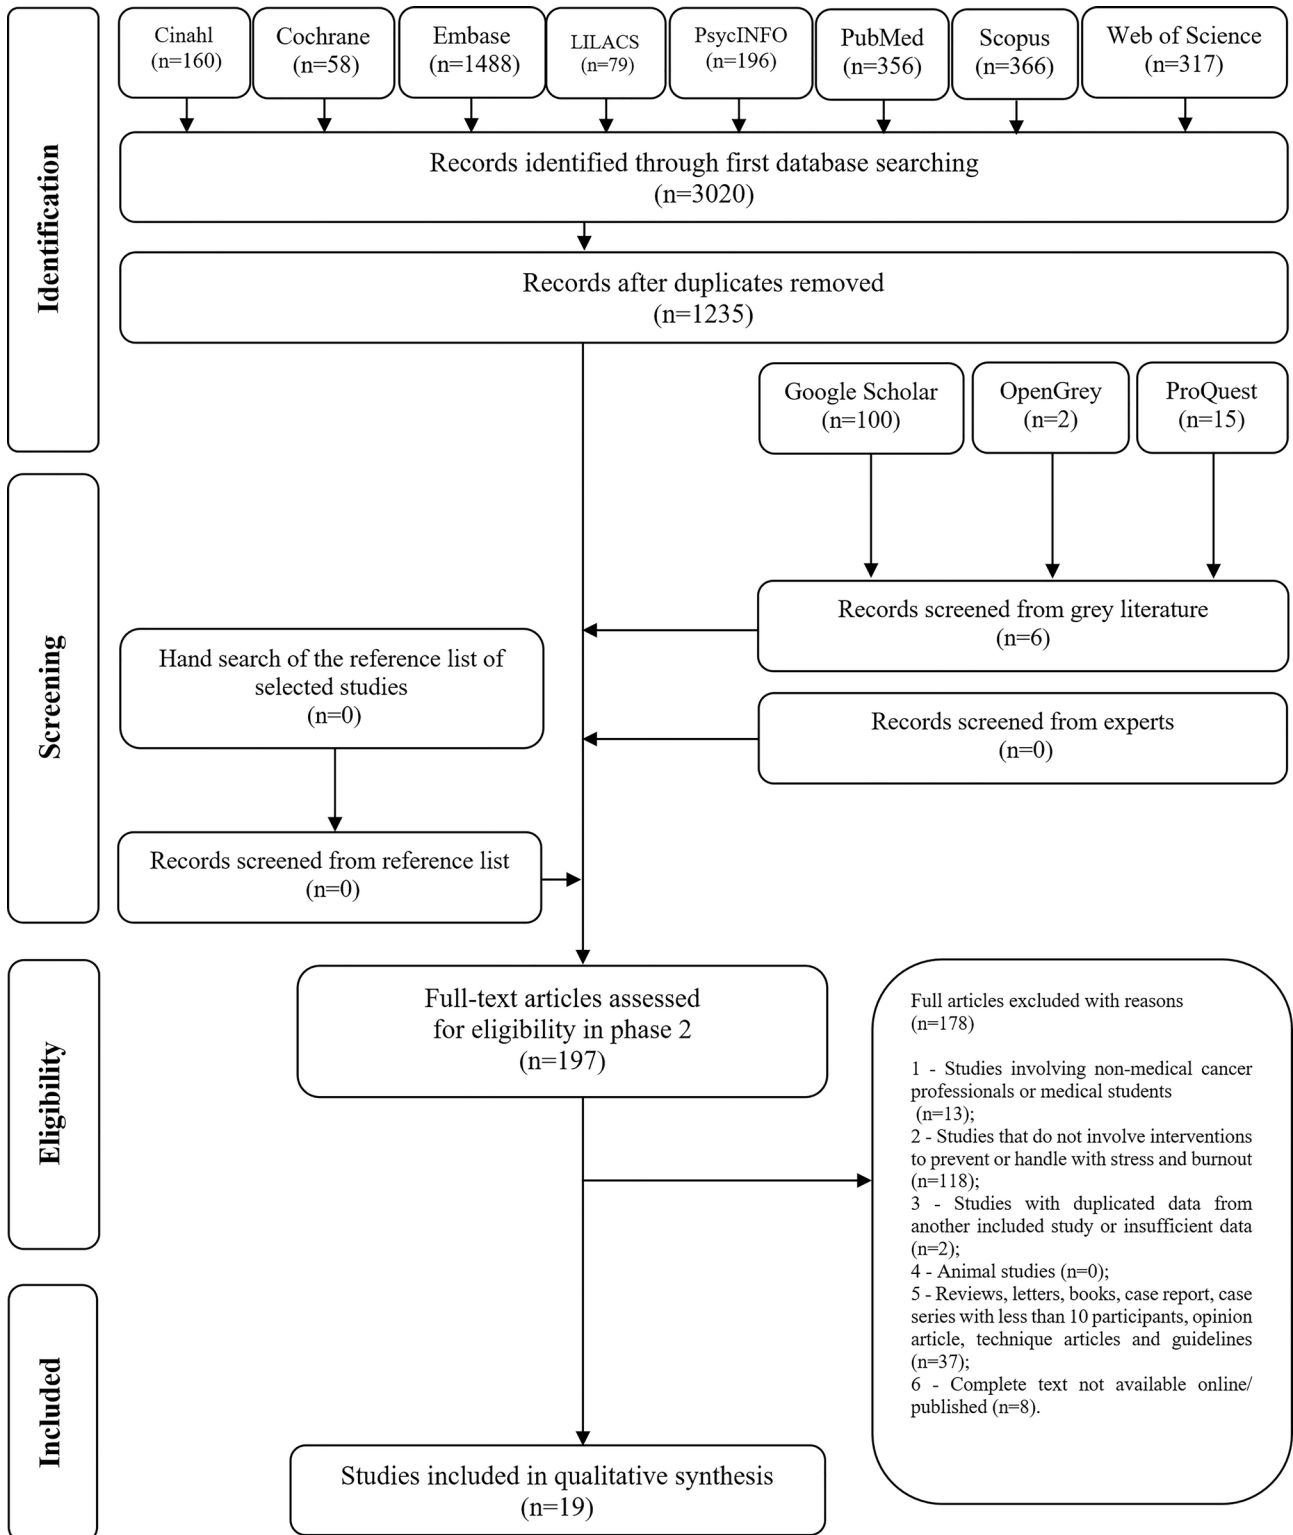 Cinahl
(n=160)
Cochrane
(n=58)
Embase
(n=1488)
LILACS
(n=79)
PsycINFO
(n=196)
PubMed
(n=356)
Scopus
(n=366)
Web of Science
(n=317)
Identification
Records identified through first database searching
(n=3020)
Records after duplicates removed
(n=1235)
Google Scholar
(n=100)
OpenGrey
(n=2)
ProQuest
(n=15)
Screening
Records screened from grey literature
(n=6)
Hand search of the reference list of
selected studies
(n=0)
Records screened from experts
(n=0)
Records screened from reference list
(n=0)
Eligibility
Full-text articles assessed
for eligibility in phase 2
(n=197)
Full articles excluded with reasons
(n=178)
1 - Studies involving non-medical cancer
professionals or medical students
(n=13);
2 - Studies that do not involve interventions
to prevent or handle with stress and burnout
(n=118);
3 - Studies with duplicated data from
another included study or insufficient data
(n=2);
4 - Animal studies (n=0);
5 - Reviews, letters, books, case report, case
series with less than 10 participants, opinion
article, technique articles and guidelines
(n=37);
6 - Complete text not available online/
published (n=8).
Included
Studies included in qualitative synthesis
(n=19)